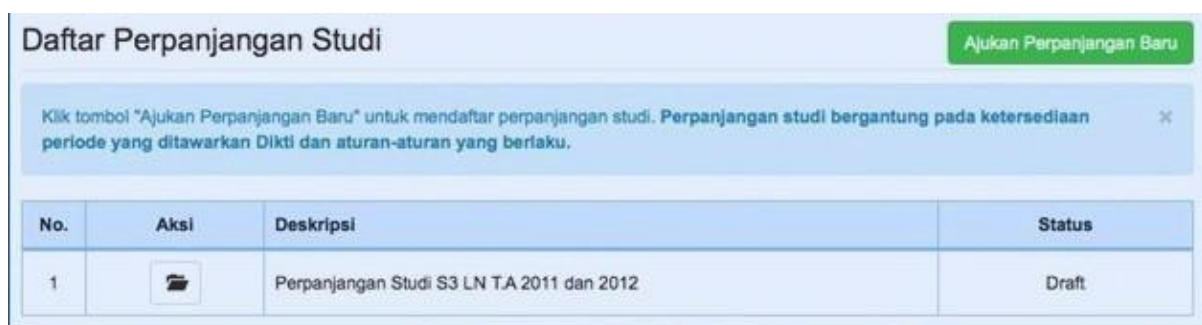 Daftar Perpanjangan Studi
Ajukan Perpanjangan Baru
Klik tombol "Ajukan Perpanjangan Baru" untuk mendaftar perpanjangan studi. Perpanjangan studi bergantung pada ketersediaan
periode yang ditawarkan Dikti dan aturan-aturan yang berlaku.
×
No. Aksi Deskripsi Status
1 Perpanjangan Studi S3 LN T.A 2011 dan 2012 Draft